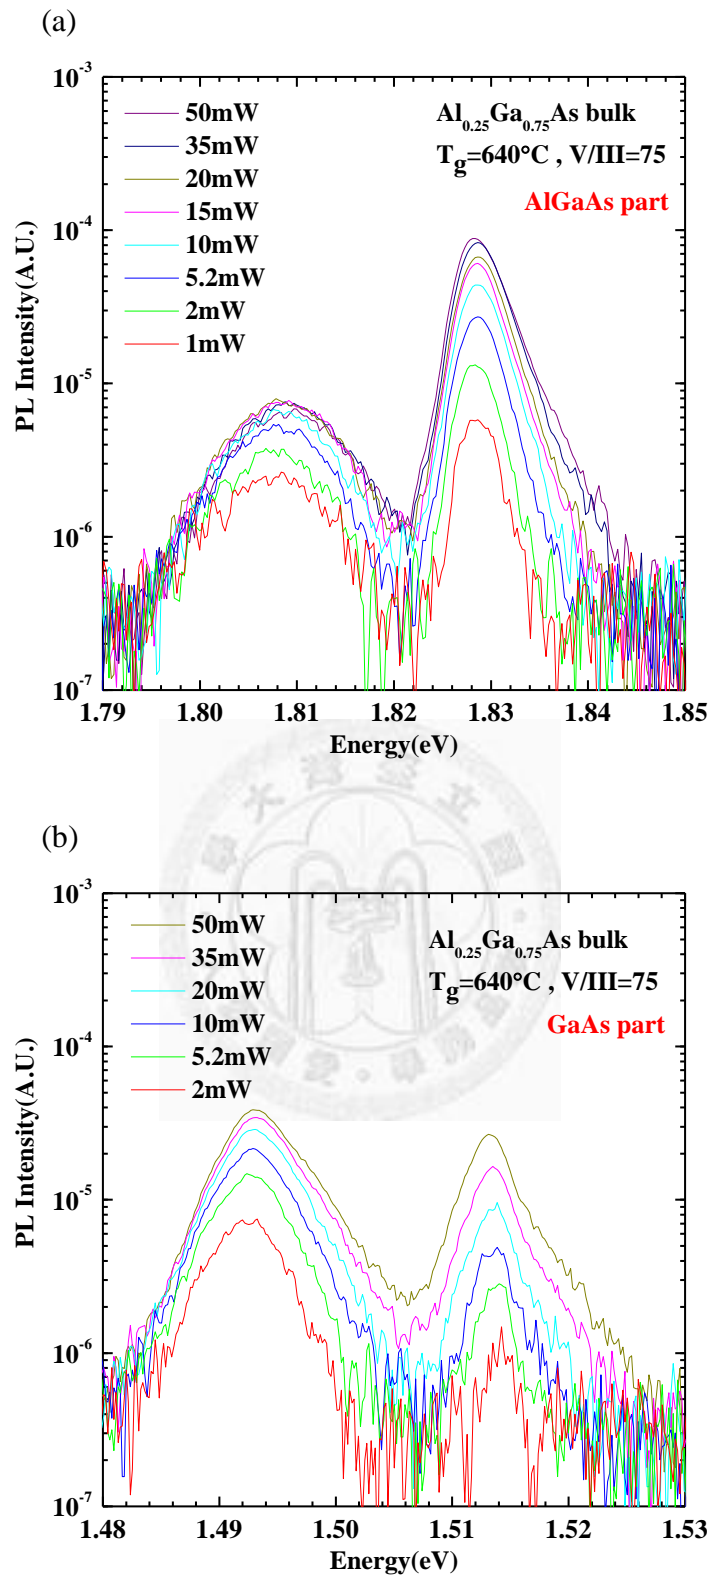 (a)
10⁻³
50mW
35mW
20mW
15mW
10mW
5.2mW
2mW
1mW
Al₀.₂₅Ga₀.₇₅As bulk
Tg=640°C , V/III=75
AlGaAs part
10⁻⁴
10⁻⁵
10⁻⁶
10⁻⁷
PL Intensity(A.U.)
1.79 1.80 1.81 1.82 1.83 1.84 1.85
Energy(eV)
(b)
10⁻³
50mW
35mW
20mW
10mW
5.2mW
2mW
Al₀.₂₅Ga₀.₇₅As bulk
Tg=640°C , V/III=75
GaAs part
10⁻⁴
10⁻⁵
10⁻⁶
10⁻⁷
PL Intensity(A.U.)
1.48 1.49 1.50 1.51 1.52 1.53
Energy(eV)